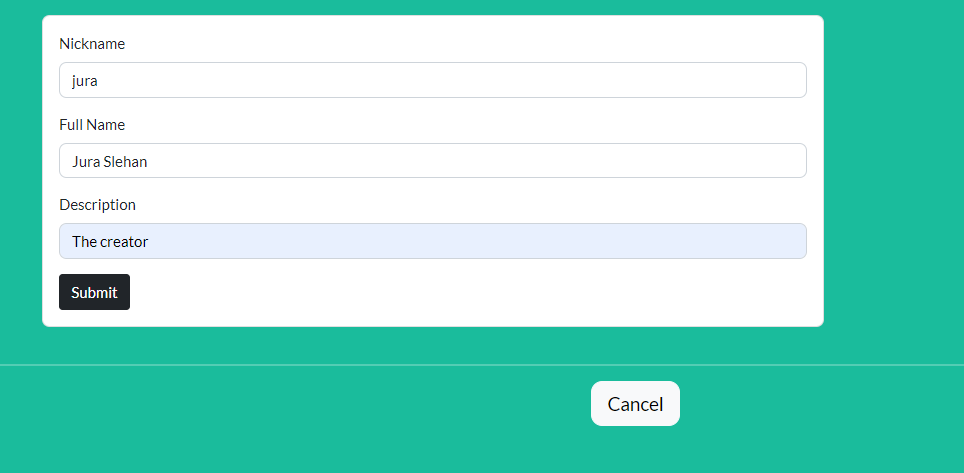 Nickname
jura
Full Name
Jura Slehan
Description
The creator
Submit
Cancel